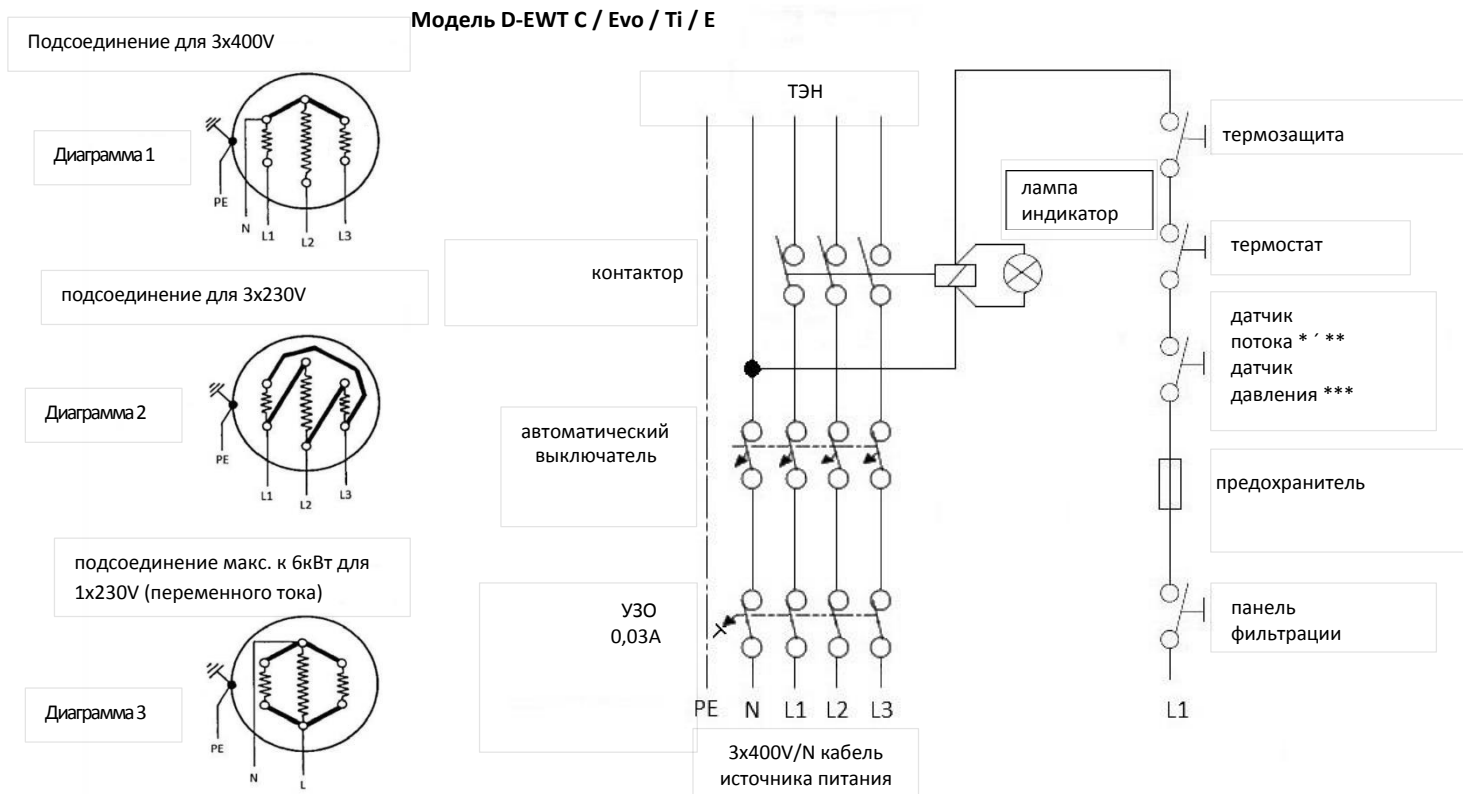 Модель D-EWT C / Evo / Ti / E
Подсоединение для 3x400V
Диаграмма 1
PE
N
L1
L2
L3
подсоединение для 3x230V
Диаграмма 2
PE
L1
L2
L3
подсоединение макс. к 6кВт для
1x230V (переменного тока)
Диаграмма 3
PE
N
L
ТЭН
контактор
автоматический
выключатель
УЗО
0,03А
PE N L1 L2 L3
3x400V/N кабель
источника питания
лампа
индикатор
термозащита
термостат
датчик
потока * ´ **
датчик
давления ***
предохранитель
панель
фильтрации
L1